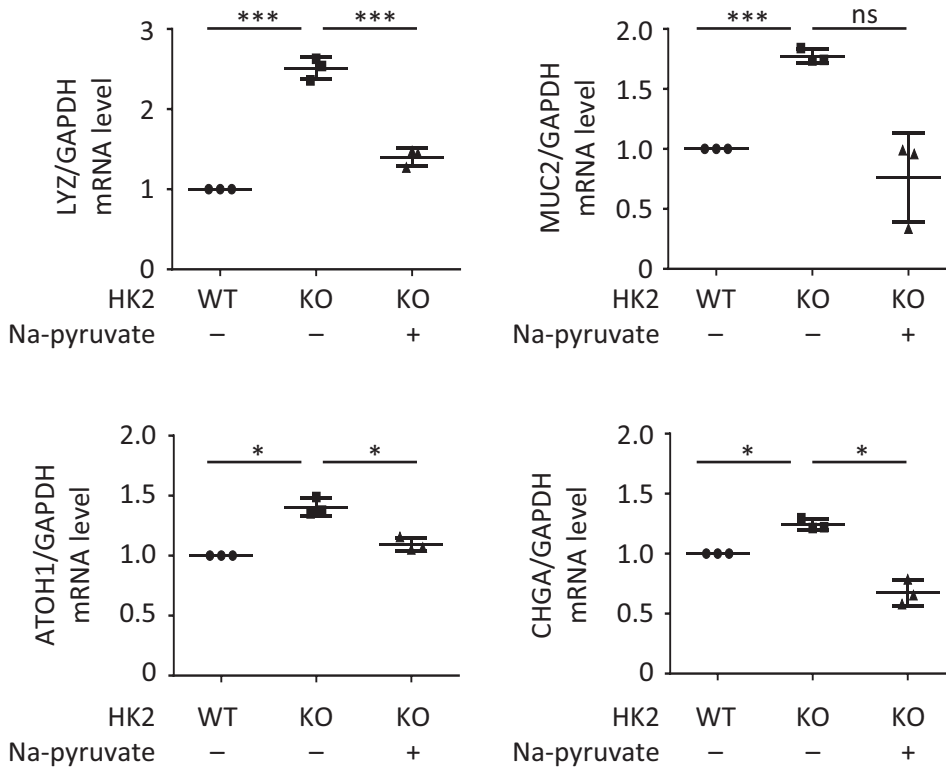 *** ***
3
2
1
0
LYZ/GAPDH
mRNA level
HK2 WT KO KO
Na-pyruvate – – +
*** ns
2.0
1.5
1.0
0.5
0
MUC2/GAPDH
mRNA level
HK2 WT KO KO
Na-pyruvate – – +
* *
2.0
1.5
1.0
0.5
0
ATOH1/GAPDH
mRNA level
HK2 WT KO KO
Na-pyruvate – – +
* *
2.0
1.5
1.0
0.5
0
CHGA/GAPDH
mRNA level
HK2 WT KO KO
Na-pyruvate – – +